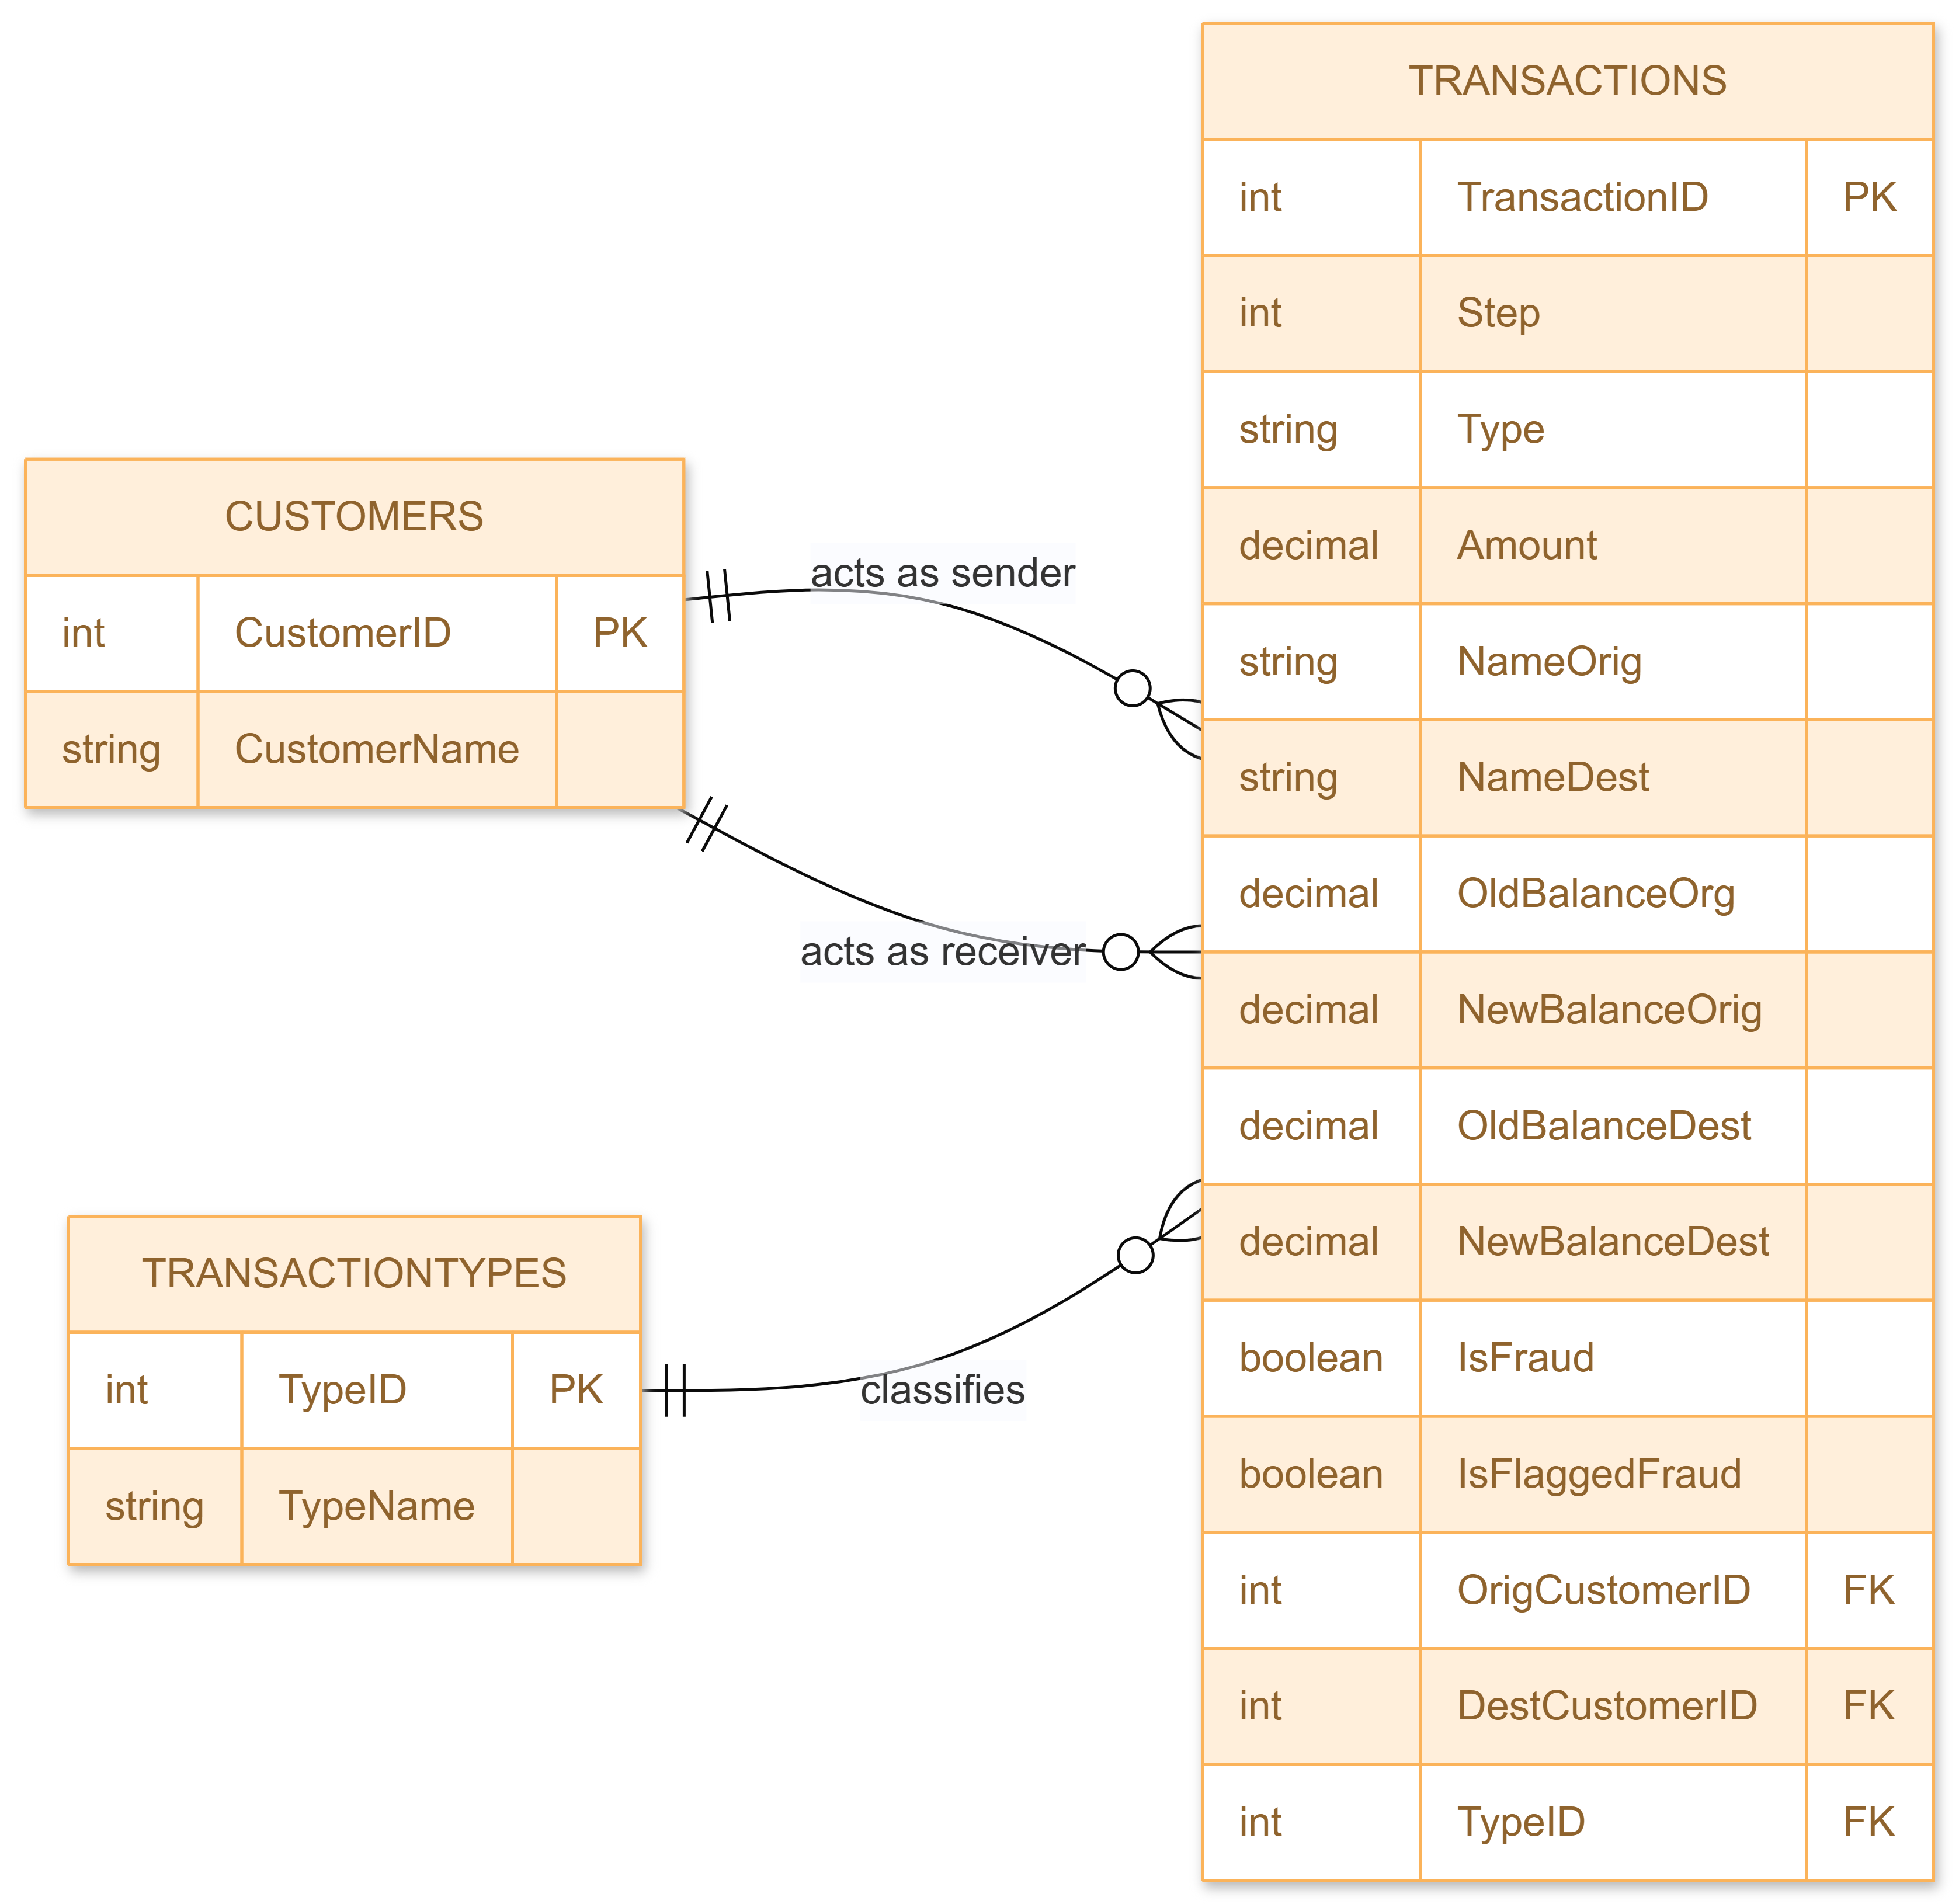 CUSTOMERS
int CustomerID PK
string CustomerName
acts as sender
acts as receiver
TRANSACTIONTYPES
int TypeID PK
string TypeName
classifies
TRANSACTIONS
int TransactionID PK
int Step
string Type
decimal Amount
string NameOrig
string NameDest
decimal OldBalanceOrg
decimal NewBalanceOrig
decimal OldBalanceDest
decimal NewBalanceDest
boolean IsFraud
boolean IsFlaggedFraud
int OrigCustomerID FK
int DestCustomerID FK
int TypeID FK